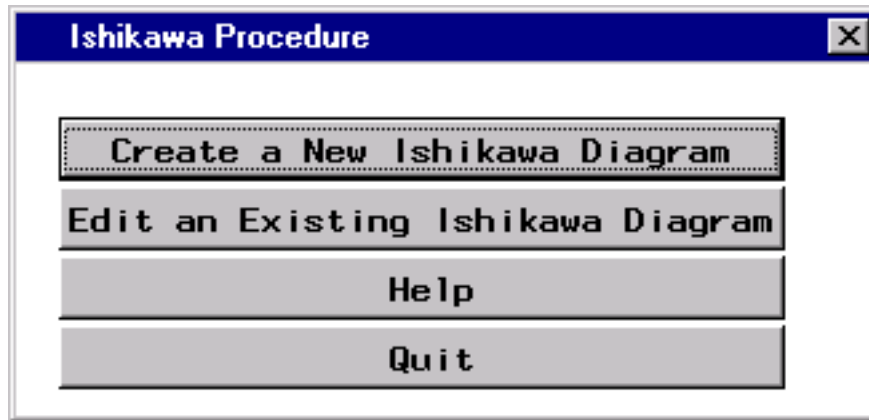 Ishikawa Procedure
Create a New Ishikawa Diagram
Edit an Existing Ishikawa Diagram
Help
Quit